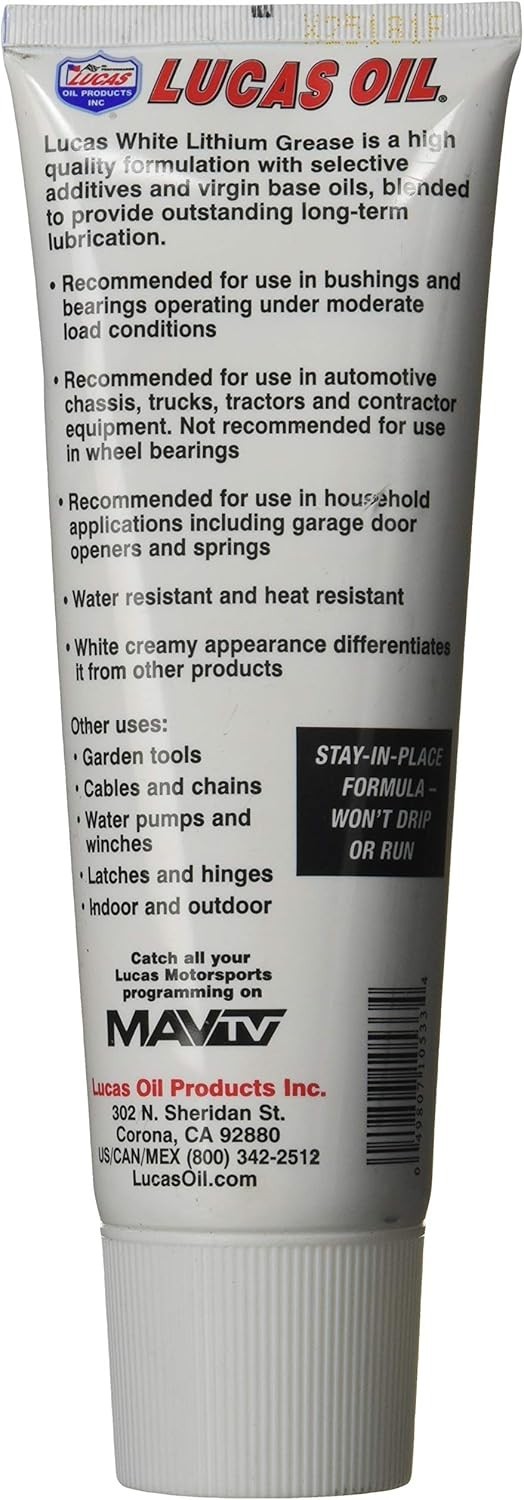 X25181F
LUCAS
OIL PRODUCTS
INC
LUCAS OIL®
Lucas White Lithium Grease is a high
quality formulation with selective
additives and virgin base oils, blended
to provide outstanding long-term
lubrication.
• Recommended for use in bushings and
bearings operating under moderate
load conditions
• Recommended for use in automotive
chassis, trucks, tractors and contractor
equipment. Not recommended for use
in wheel bearings
• Recommended for use in household
applications including garage door
openers and springs
• Water resistant and heat resistant
• White creamy appearance differentiates
it from other products
Other uses:
• Garden tools
• Cables and chains
• Water pumps and
winches
• Latches and hinges
• Indoor and outdoor
STAY-IN-PLACE
FORMULA –
WON'T DRIP
OR RUN
Catch all your
Lucas Motorsports
programming on
MAVTV
Lucas Oil Products Inc.
302 N. Sheridan St.
Corona, CA 92880
US/CAN/MEX (800) 342-2512
LucasOil.com
0 49807 10533 4